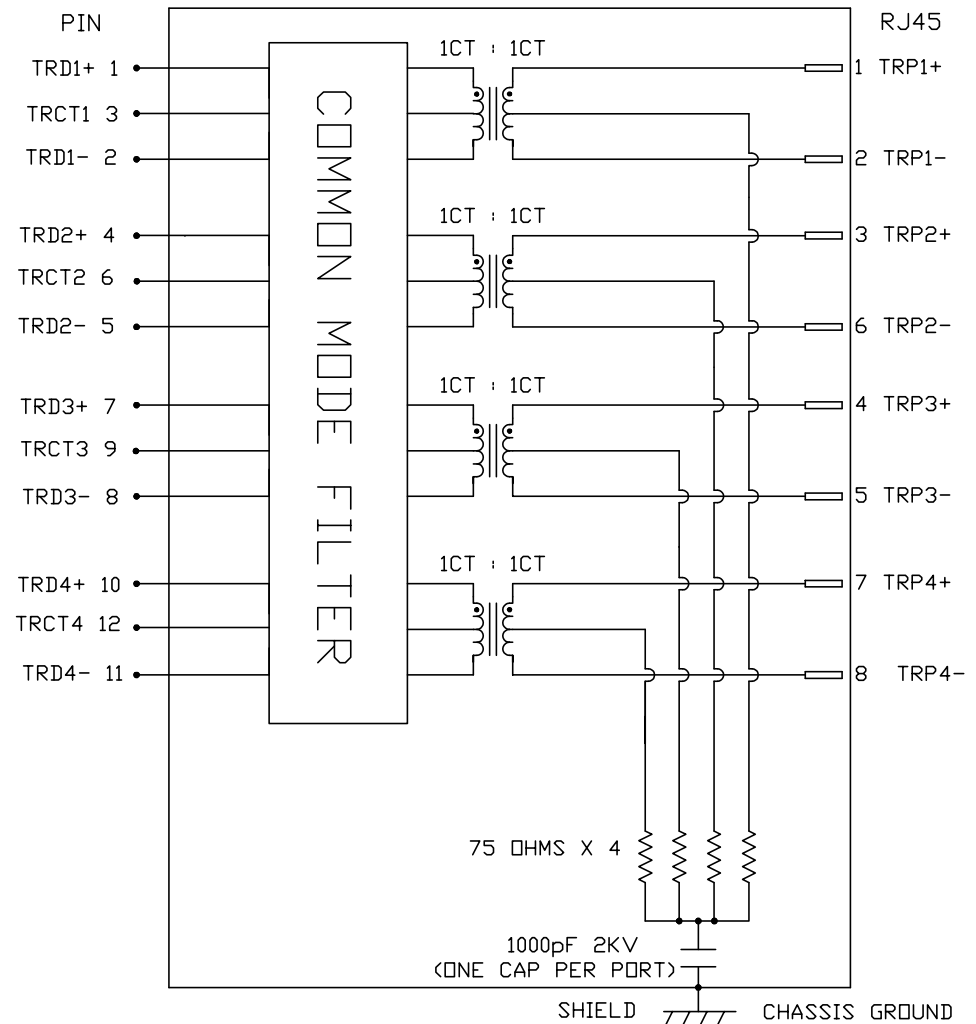 PIN
RJ45
1CT : 1CT
TRD1+ 1
1 TRP1+
TRCT1 3
TRD1- 2
2 TRP1-
1CT : 1CT
TRD2+ 4
3 TRP2+
TRCT2 6
TRD2- 5
6 TRP2-
1CT : 1CT
TRD3+ 7
4 TRP3+
TRCT3 9
TRD3- 8
5 TRP3-
1CT : 1CT
TRD4+ 10
7 TRP4+
TRCT4 12
TRD4- 11
8 TRP4-
COMMON MODE FILTER
75 OHMS X 4
1000pF 2KV
(ONE CAP PER PORT)
SHIELD
CHASSIS GROUND